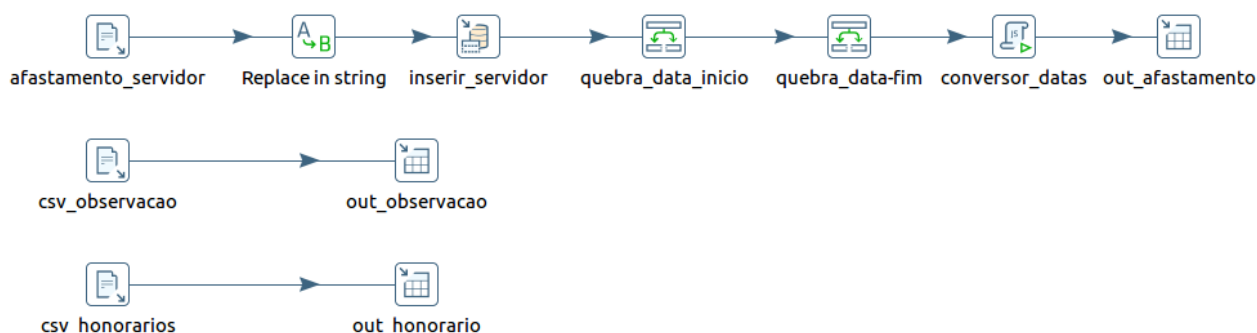 afastamento_servidor
Replace in string
inserir_servidor
quebra_data_inicio
quebra_data-fim
conversor_datas
out_afastamento
csv_observacao
out_observacao
csv_honorarios
out_honorario